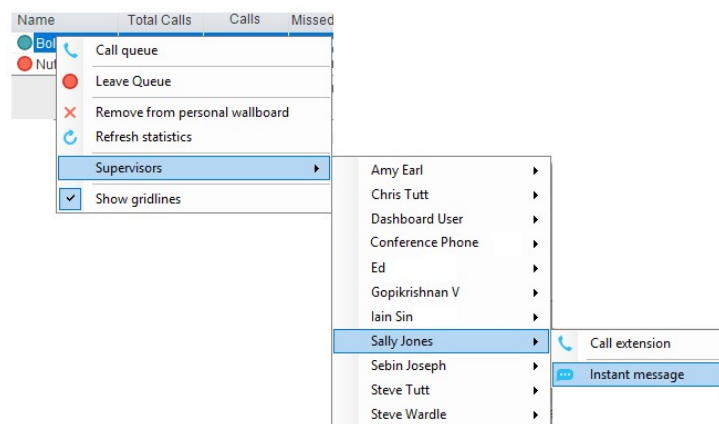 Name Total Calls Calls Missed
Bol
Nut
Call queue
Leave Queue
Remove from personal wallboard
Refresh statistics
Supervisors
Show gridlines
Amy Earl
Chris Tutt
Dashboard User
Conference Phone
Ed
Gopikrishnan V
Iain Sin
Sally Jones
Sebin Joseph
Steve Tutt
Steve Wardle
Call extension
Instant message